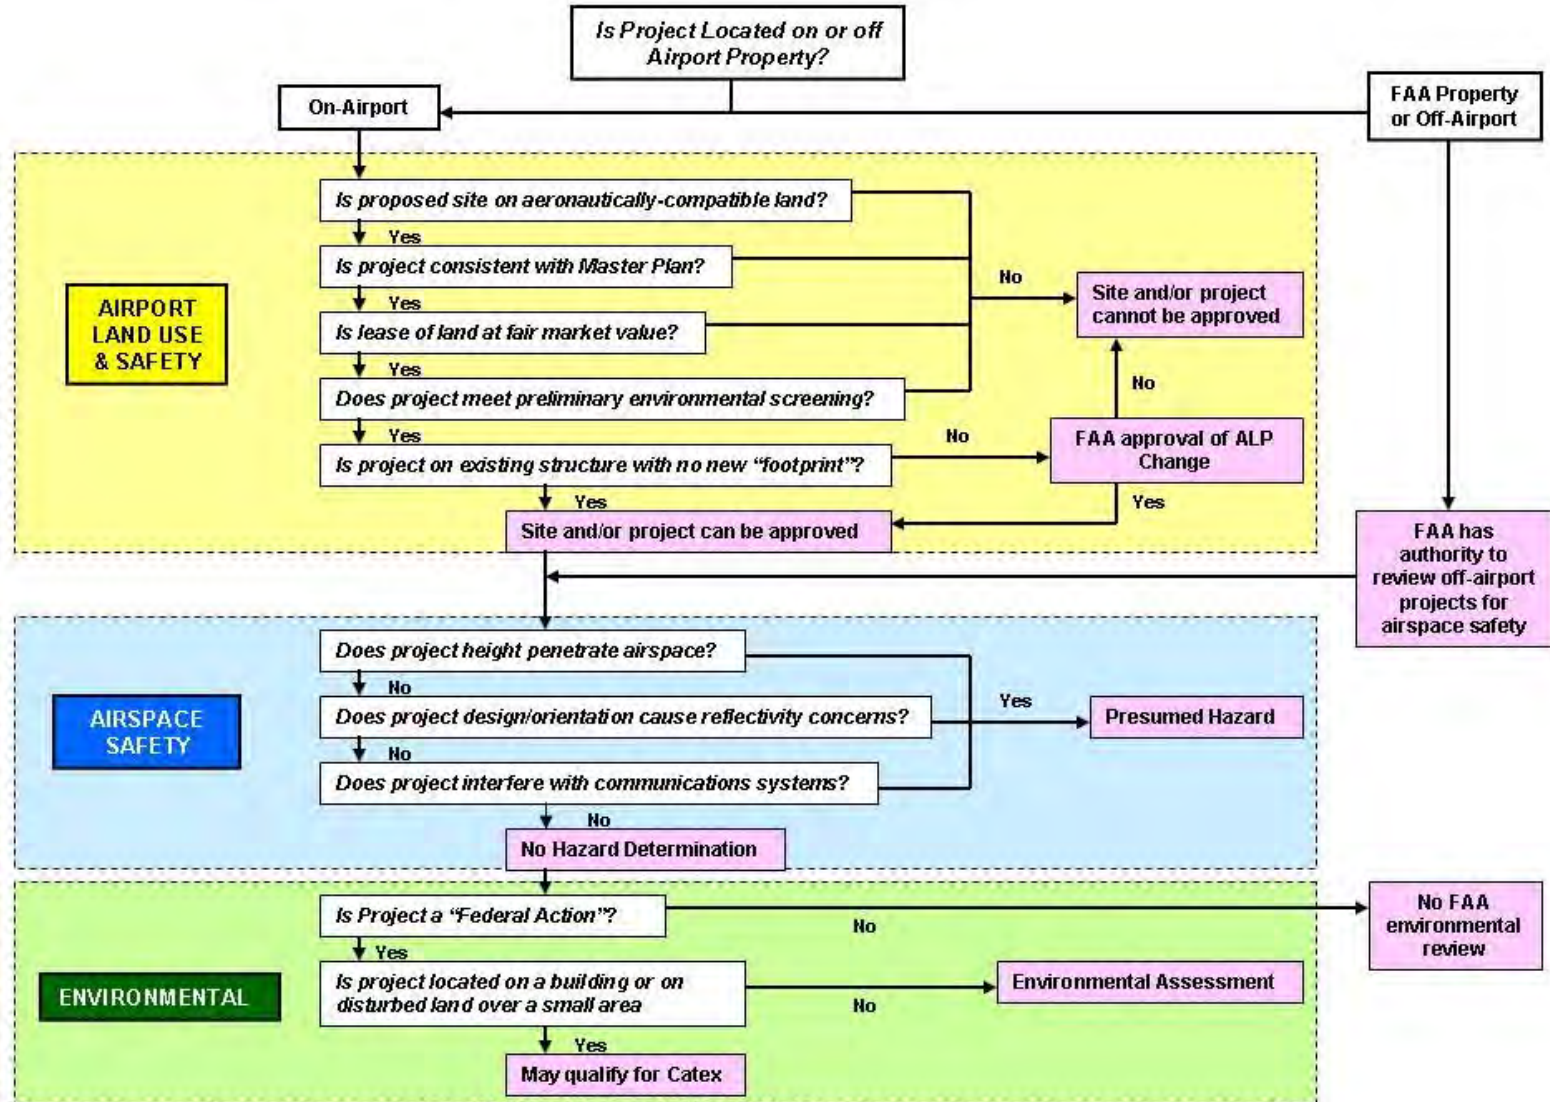 Is Project Located on or off
Airport Property?
On-Airport
FAA Property
or Off-Airport
Is proposed site on aeronautically-compatible land?
Yes
Is project consistent with Master Plan?
Yes
No
Site and/or project
cannot be approved
AIRPORT
LAND USE
& SAFETY
Is lease of land at fair market value?
Yes
No
Does project meet preliminary environmental screening?
Yes
No
FAA approval of ALP
Change
Is project on existing structure with no new “footprint”?
Yes
Yes
Site and/or project can be approved
FAA has
authority to
review off-airport
projects for
airspace safety
Does project height penetrate airspace?
No
Yes
AIRSPACE
SAFETY
Does project design/orientation cause reflectivity concerns?
Presumed Hazard
No
Does project interfere with communications systems?
No
No Hazard Determination
Is Project a “Federal Action”?
No
No FAA
environmental
review
Yes
ENVIRONMENTAL
Is project located on a building or on
disturbed land over a small area
Environmental Assessment
No
Yes
May qualify for Catex